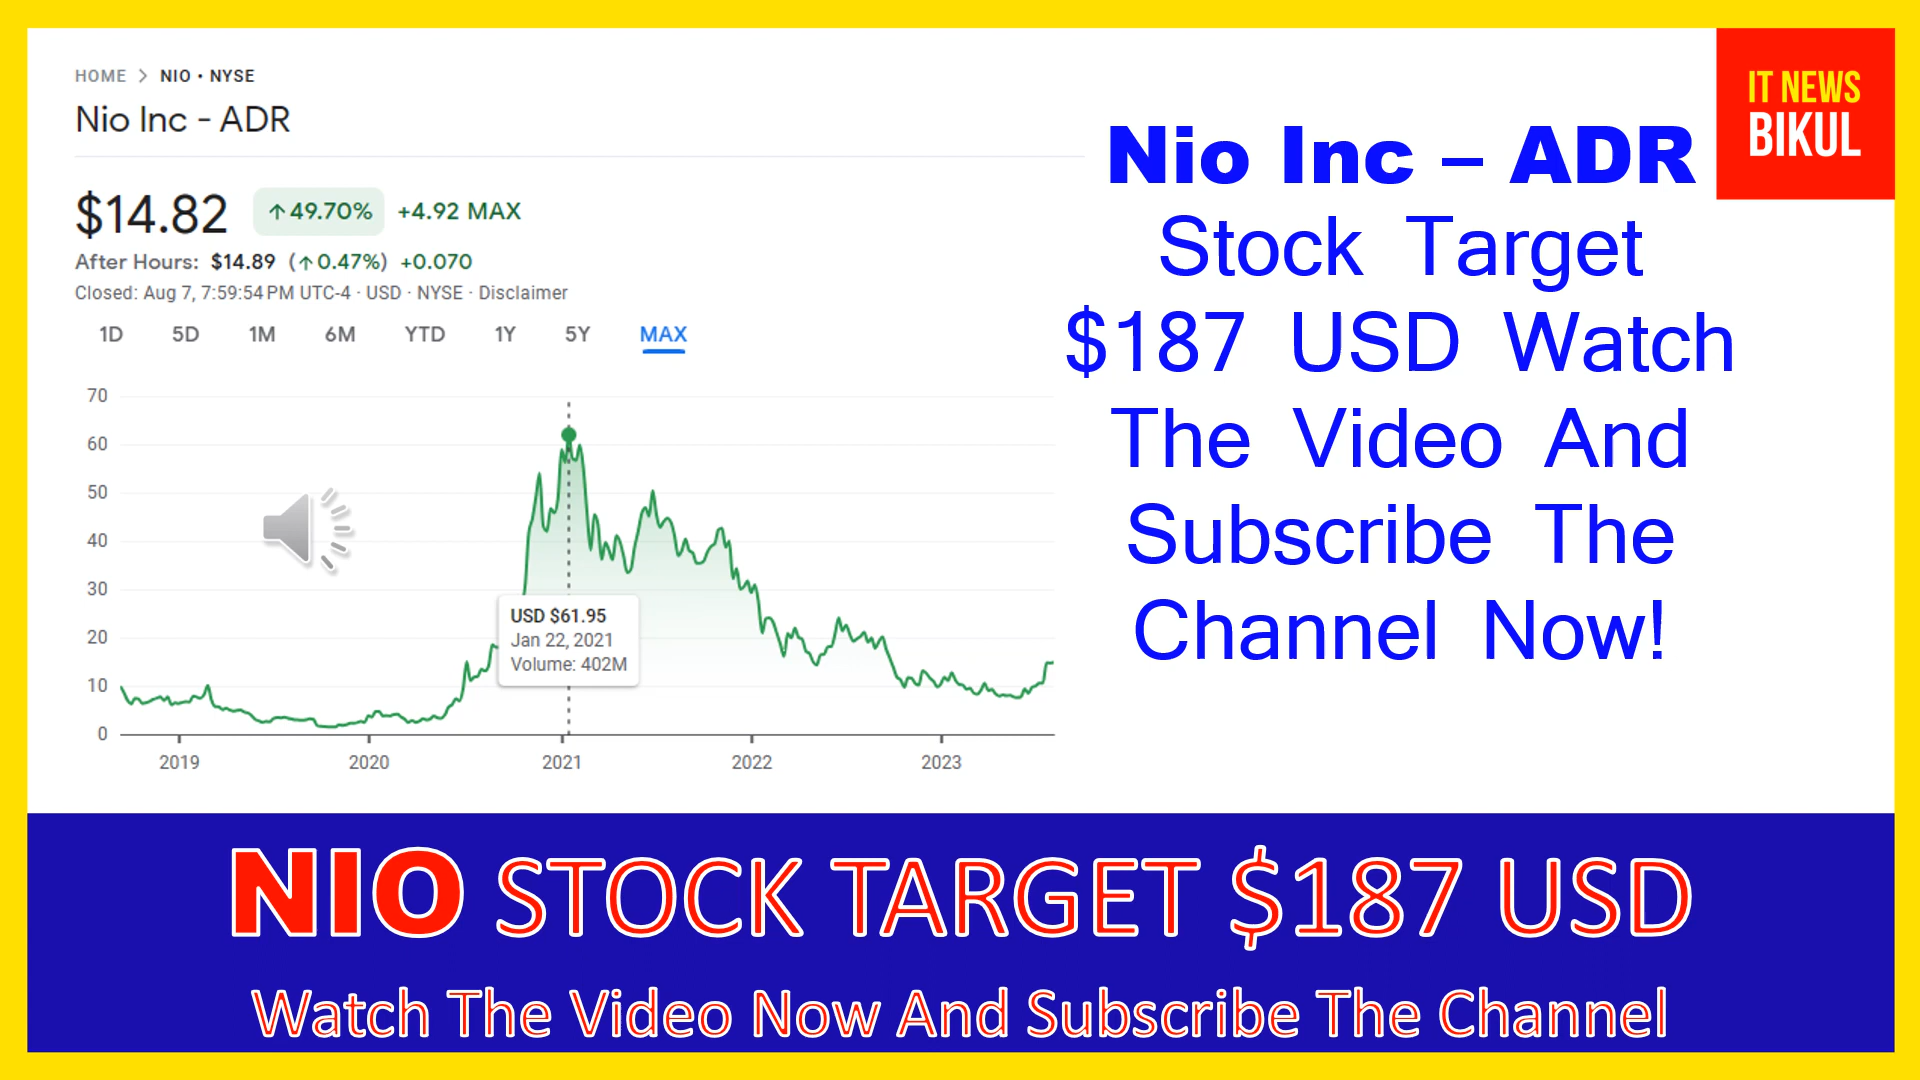 HOME > NIO • NYSE
Nio Inc - ADR
$14.82 ↑49.70% +4.92 MAX
After Hours: $14.89 (↑0.47%) +0.070
Closed: Aug 7, 7:59:54 PM UTC-4 · USD · NYSE · Disclaimer
1D 5D 1M 6M YTD 1Y 5Y MAX
70
60
50
40
30
20
10
0
USD $61.95
Jan 22, 2021
Volume: 402M
2019 2020 2021 2022 2023
IT NEWS
BIKUL
Nio Inc – ADR
Stock Target
$187 USD Watch
The Video And
Subscribe The
Channel Now!
NIO STOCK TARGET $187 USD
Watch The Video Now And Subscribe The Channel